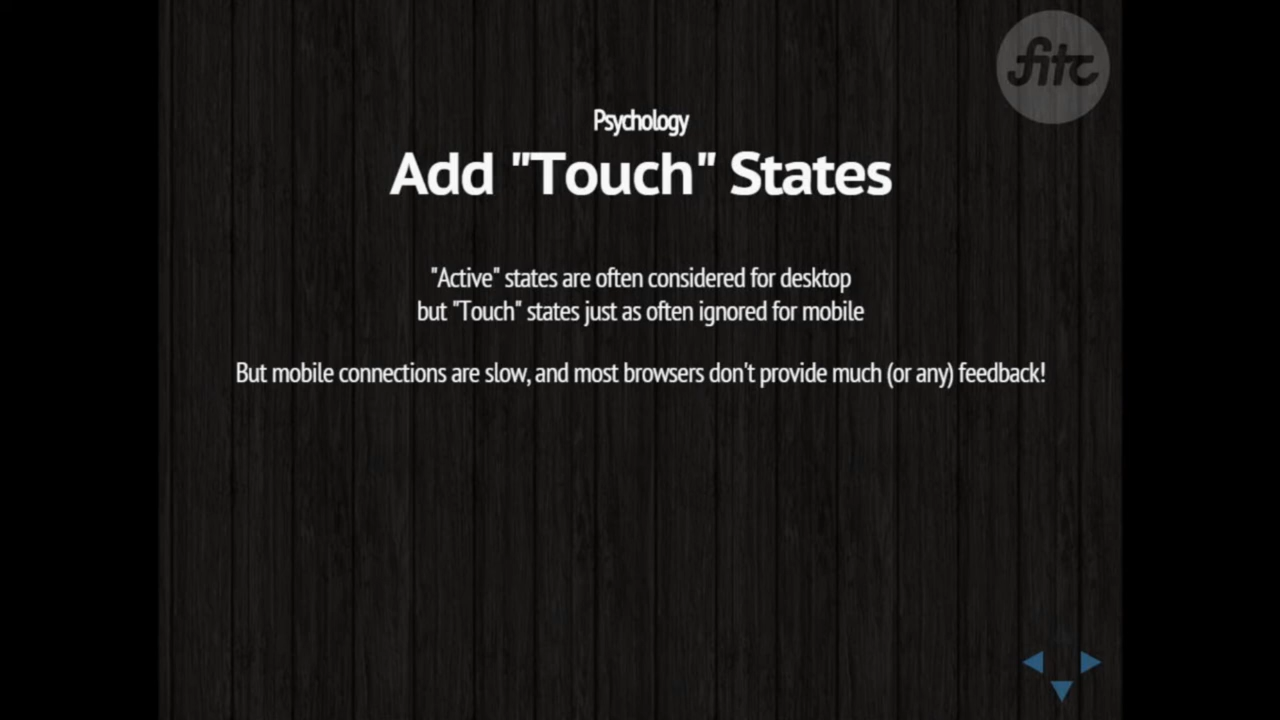 fitc
Psychology
Add "Touch" States
"Active" states are often considered for desktop
but "Touch" states just as often ignored for mobile
But mobile connections are slow, and most browsers don't provide much (or any) feedback!